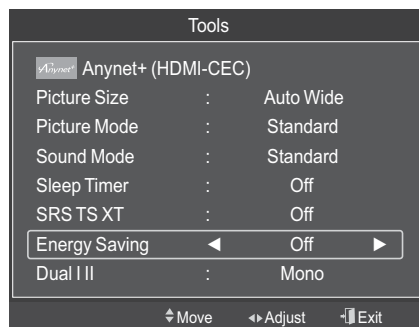 Tools
Anynet+ Anynet+ (HDMI-CEC)
Picture Size : Auto Wide
Picture Mode : Standard
Sound Mode : Standard
Sleep Timer : Off
SRS TS XT : Off
Energy Saving ◄ Off ►
Dual I II : Mono
Move Adjust Exit